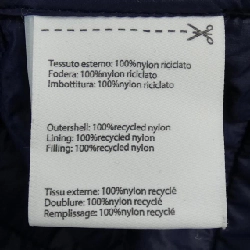 Tessuto esterno: 100%nylon riciclato
Fodera: 100%nylon riciclato
Imbottitura: 100%nylon riciclato
Outershell: 100%recycled nylon
Lining: 100%recycled nylon
Filling: 100%recycled nylon
Tissu externe: 100%nylon recyclé
Doublure: 100%nylon recyclé
Remplissage: 100%nylon recyclé